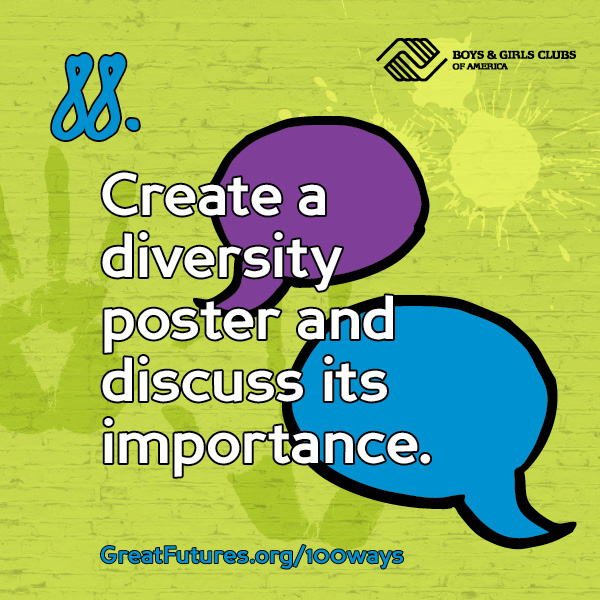 88.
BOYS & GIRLS CLUBS
OF AMERICA
Create a
diversity
poster and
discuss its
importance.
GreatFutures.org/100ways